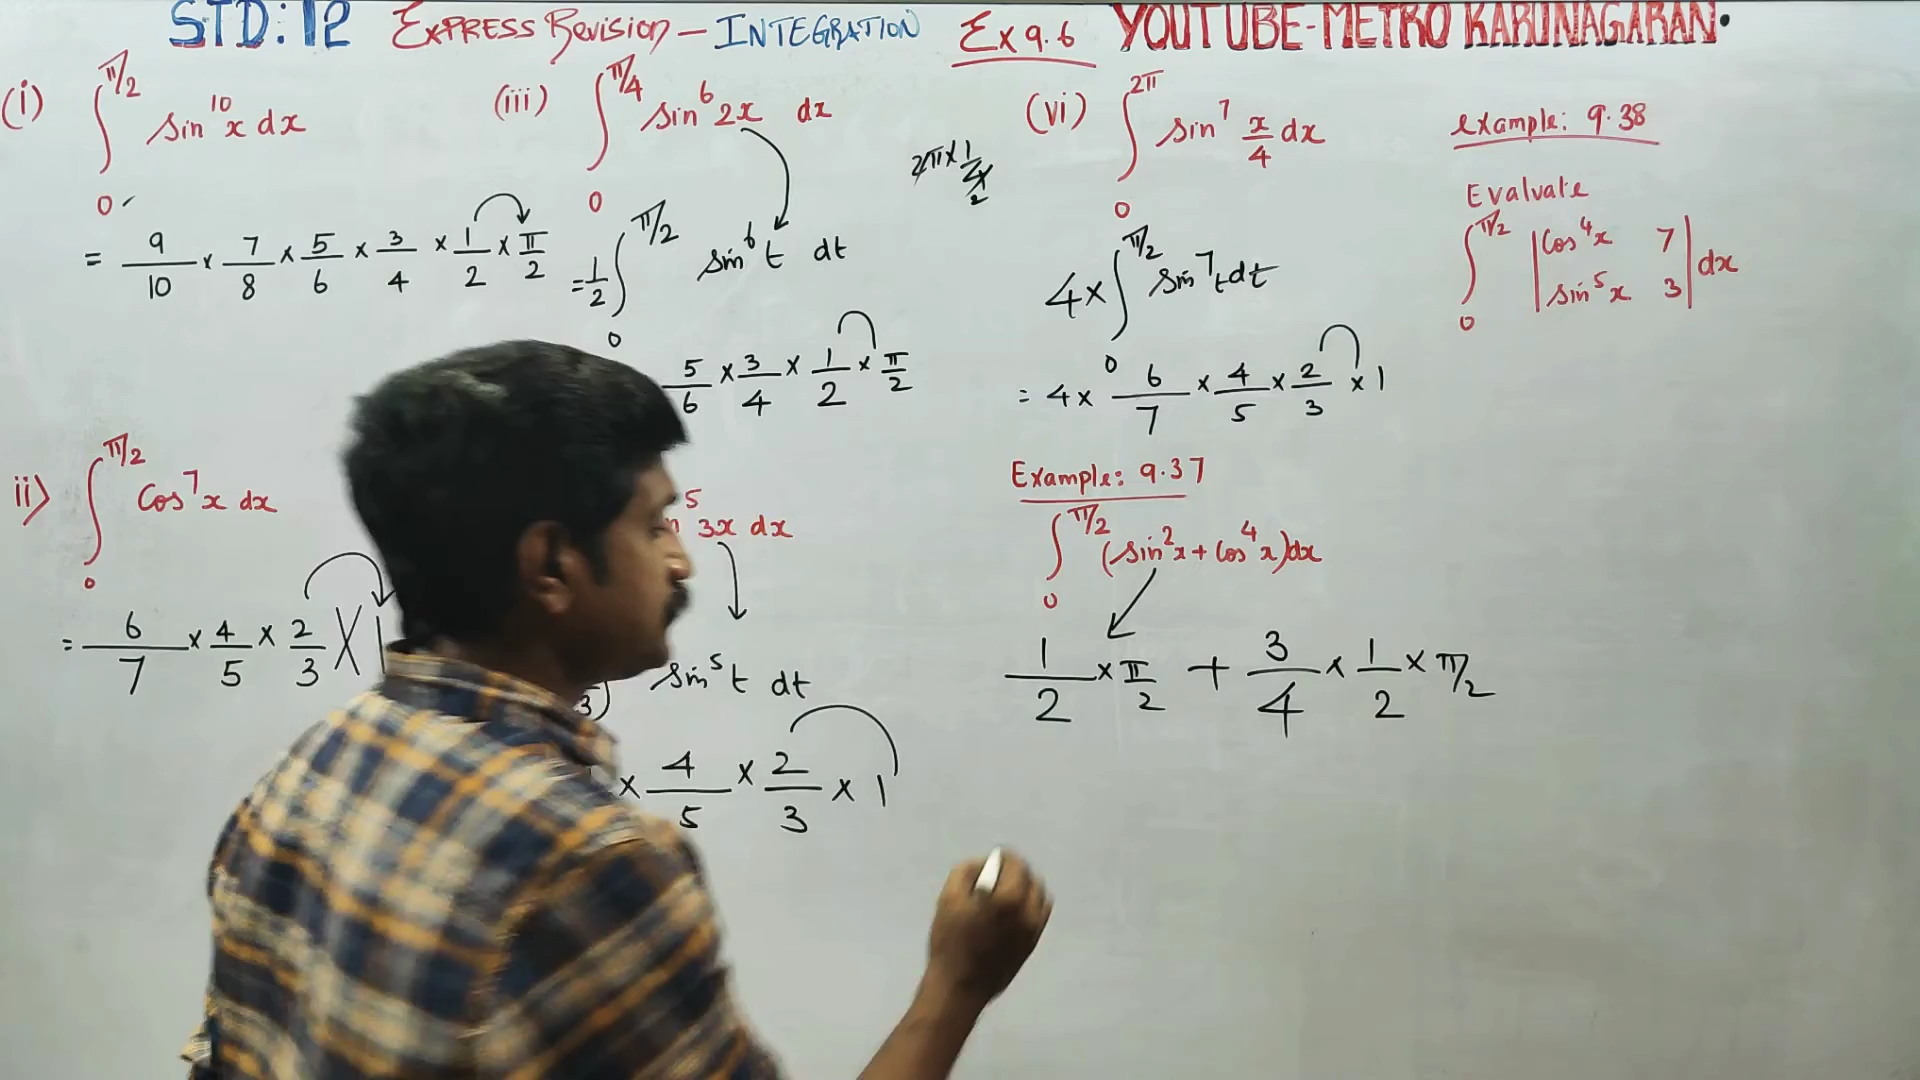 STD: 12 EXPRESS Revision – INTEGRATION Ex 9.6 YOUTUBE-METRO KARUNAGARAN.
(i) ∫₀^π/2 sin¹⁰x dx
= 9/10 × 7/8 × 5/6 × 3/4 × 1/2 × π/2
ii) ∫₀^π/2 cos⁷x dx
= 6/7 × 4/5 × 2/3 × 1
(iii) ∫₀^π/4 sin⁶2x dx
2π × 1/4 2
= 1/2 ∫₀^π/2 sin⁶t dt
5/6 × 3/4 × 1/2 × π/2
⁵3x dx
3 sin⁵t dt
× 4/5 × 2/3 × 1
(vi) ∫₀^2π sin⁷ x/4 dx
4 × ∫₀^π/2 sin⁷t dt
= 4 × 6/7 × 4/5 × 2/3 × 1
Example: 9.37
∫₀^π/2 (sin²x + cos⁴x)dx
1/2 × π/2 + 3/4 × 1/2 × π/2
example: 9.38
Evaluate
∫₀^π/2 |cos⁴x 7|
|sin⁵x 3| dx